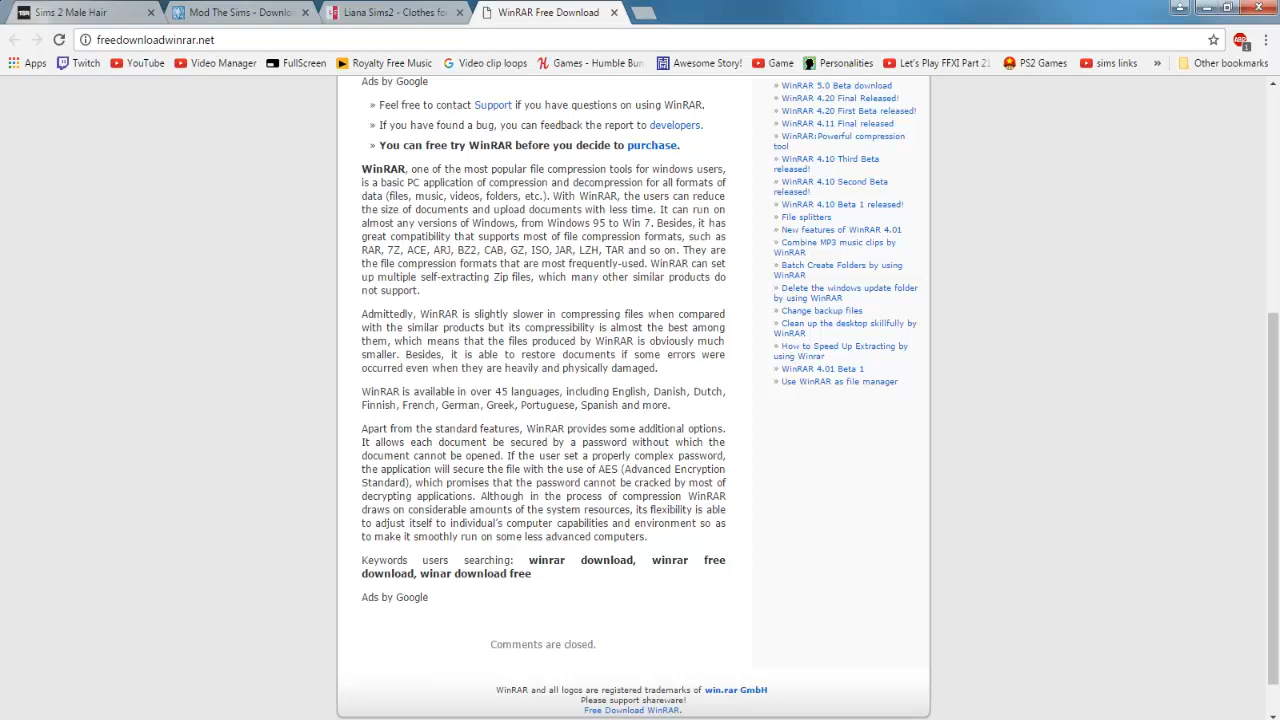 Sims 2 Male Hair
Mod The Sims - Downlo
Liana Sims2 - Clothes fo
WinRAR Free Download
freedownloadwinrar.net
Apps
Twitch
YouTube
Video Manager
FullScreen
Royalty Free Music
Video clip loops
Games - Humble Bun
Awesome Story!
Game
Personalities
Let's Play FFXI Part 21
PS2 Games
sims links
»
Other bookmarks
Ads by Google
» Feel free to contact Support if you have questions on using WinRAR.
» If you have found a bug, you can feedback the report to developers.
» You can free try WinRAR before you decide to purchase.
WinRAR, one of the most popular file compression tools for windows users,
is a basic PC application of compression and decompression for all formats of
data (files, music, videos, folders, etc.). With WinRAR, the users can reduce
the size of documents and upload documents with less time. It can run on
almost any versions of Windows, from Windows 95 to Win 7. Besides, it has
great compatibility that supports most of file compression formats, such as
RAR, 7Z, ACE, ARJ, BZ2, CAB, GZ, ISO, JAR, LZH, TAR and so on. They are
the file compression formats that are most frequently-used. WinRAR can set
up multiple self-extracting Zip files, which many other similar products do
not support.
Admittedly, WinRAR is slightly slower in compressing files when compared
with the similar products but its compressibility is almost the best among
them, which means that the files produced by WinRAR is obviously much
smaller. Besides, it is able to restore documents if some errors were
occurred even when they are heavily and physically damaged.
WinRAR is available in over 45 languages, including English, Danish, Dutch,
Finnish, French, German, Greek, Portuguese, Spanish and more.
Apart from the standard features, WinRAR provides some additional options.
It allows each document be secured by a password without which the
document cannot be opened. If the user set a properly complex password,
the application will secure the file with the use of AES (Advanced Encryption
Standard), which promises that the password cannot be cracked by most of
decrypting applications. Although in the process of compression WinRAR
draws on considerable amounts of the system resources, its flexibility is able
to adjust itself to individual's computer capabilities and environment so as
to make it smoothly run on some less advanced computers.
Keywords users searching: winrar download, winrar free
download, winar download free
Ads by Google
Comments are closed.
» WinRAR 5.0 Beta download
» WinRAR 4.20 Final Released!
» WinRAR 4.20 First Beta released!
» WinRAR 4.11 Final released
» WinRAR:Powerful compression
tool
» WinRAR 4.10 Third Beta
released!
» WinRAR 4.10 Second Beta
released!
» WinRAR 4.10 Beta 1 released!
» File splitters
» New features of WinRAR 4.01
» Combine MP3 music clips by
WinRAR
» Batch Create Folders by using
WinRAR
» Delete the windows update folder
by using WinRAR
» Change backup files
» Clean up the desktop skillfully by
WinRAR
» How to Speed Up Extracting by
using Winrar
» WinRAR 4.01 Beta 1
» Use WinRAR as file manager
WinRAR and all logos are registered trademarks of win.rar GmbH
Please support shareware!
Free Download WinRAR.